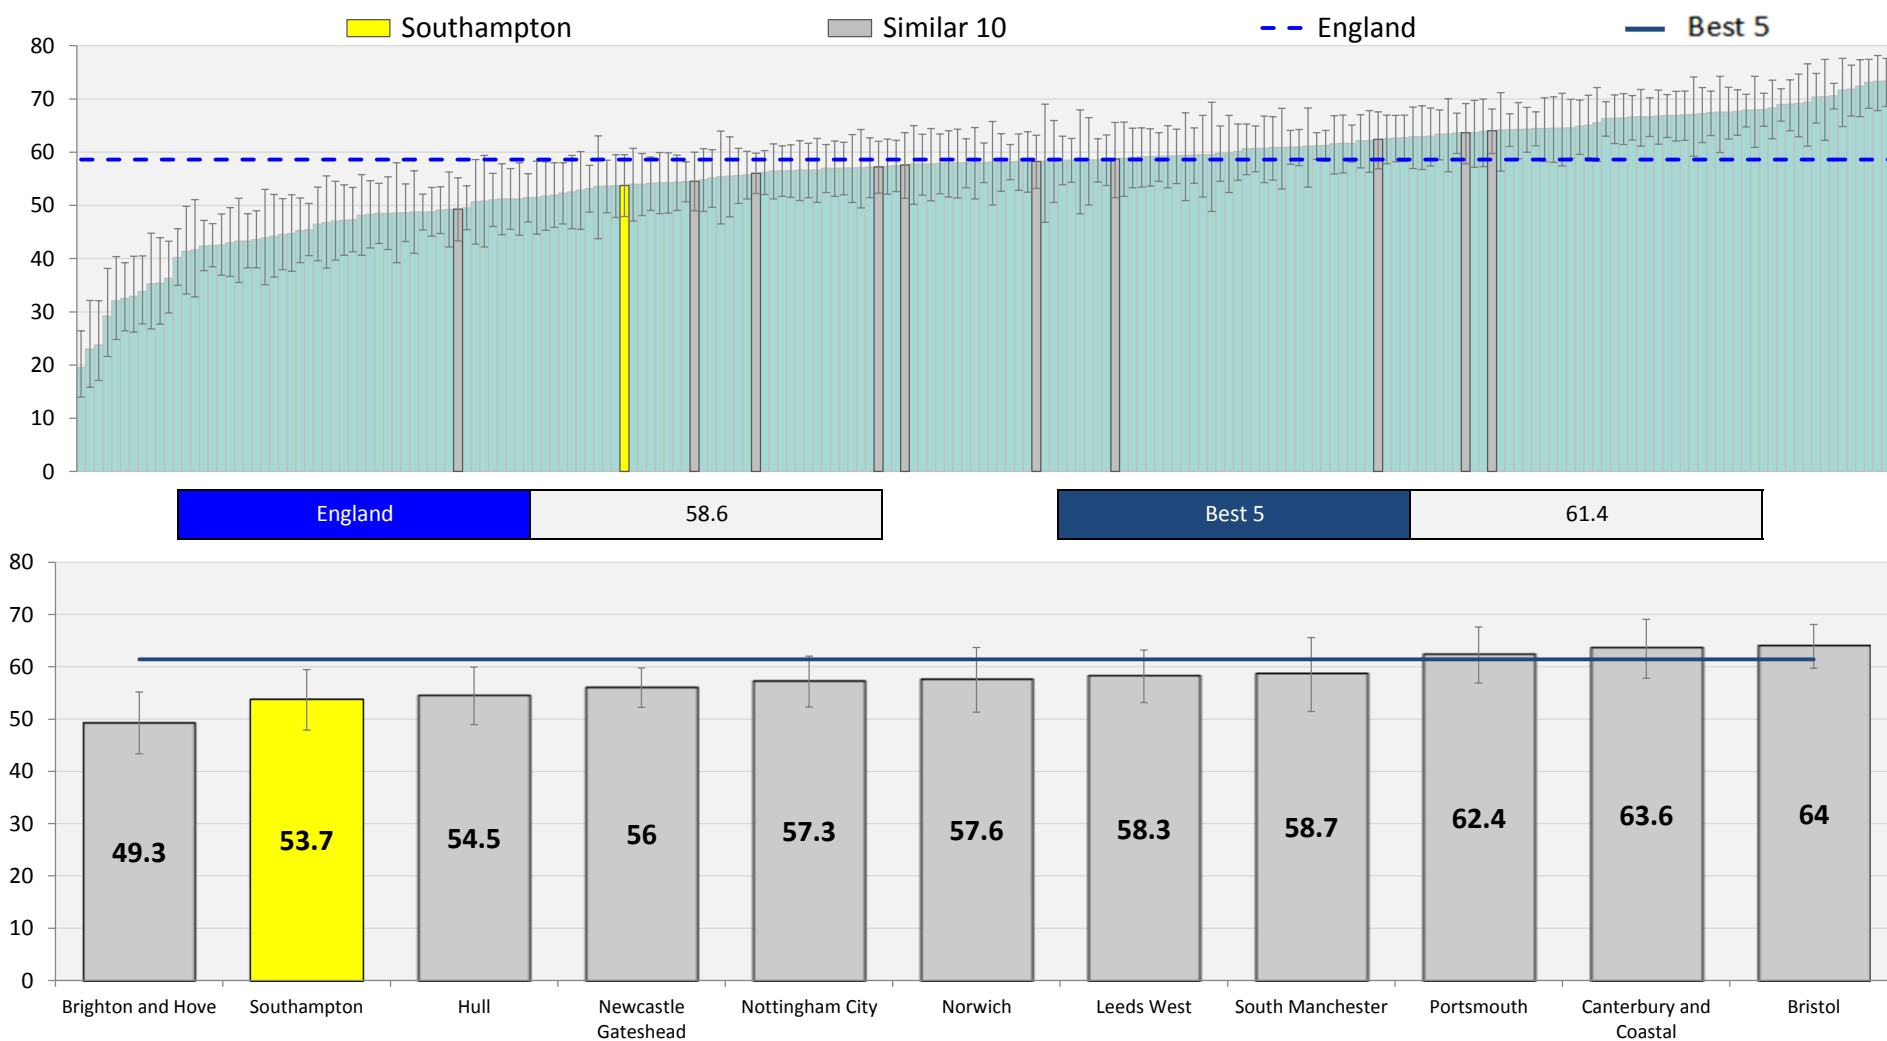 Southampton
Similar 10
England
Best 5
80
70
60
50
40
30
20
10
0
England
58.6
Best 5
61.4
80
70
60
50
40
30
20
10
0
49.3
53.7
54.5
56
57.3
57.6
58.3
58.7
62.4
63.6
64
Brighton and Hove
Southampton
Hull
Newcastle
Gateshead
Nottingham City
Norwich
Leeds West
South Manchester
Portsmouth
Canterbury and
Coastal
Bristol